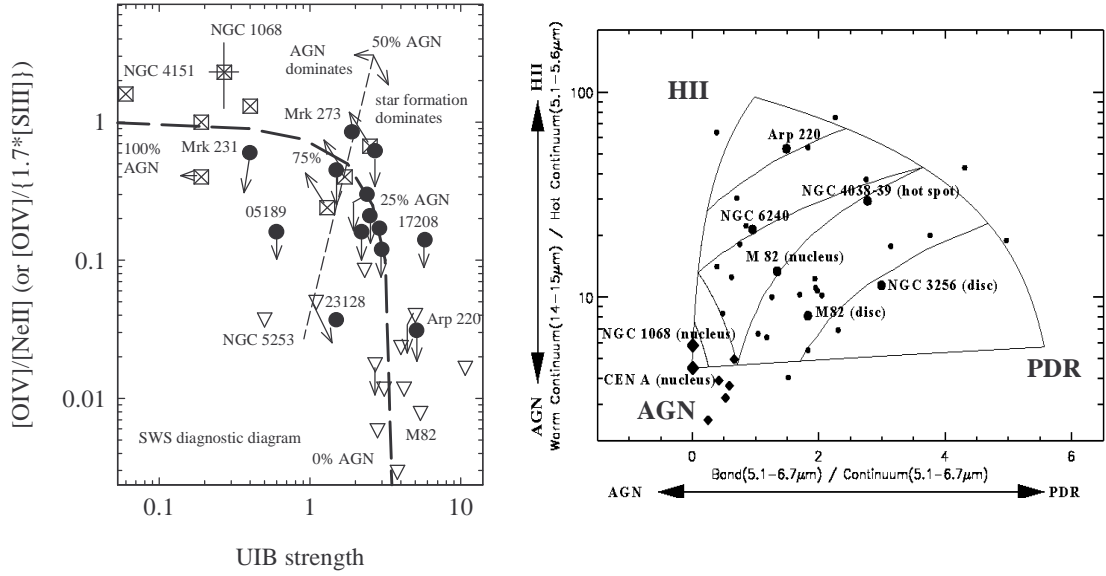 [OIV]/[NeII] (or [OIV]/{1.7*[SIII]})
1
0.1
0.01
NGC 1068
NGC 4151
AGN
dominates
50% AGN
star formation
dominates
Mrk 273
Mrk 231
100%
AGN
75%
25% AGN
05189
17208
23128
NGC 5253
Arp 220
M82
SWS diagnostic diagram
0% AGN
0.1
1
10
UIB strength
AGN
HII
Warm Continuum(14-15μm) / Hot Continuum(5.1-5.6μm)
100
10
HII
Arp 220
NGC 4038-39 (hot spot)
NGC 6240
M 82 (nucleus)
NGC 3256 (disc)
M82 (disc)
NGC 1068 (nucleus)
PDR
CEN A (nucleus)
AGN
0
2
4
6
Band(5.1-6.7μm) / Continuum(5.1-6.7μm)
AGN
PDR